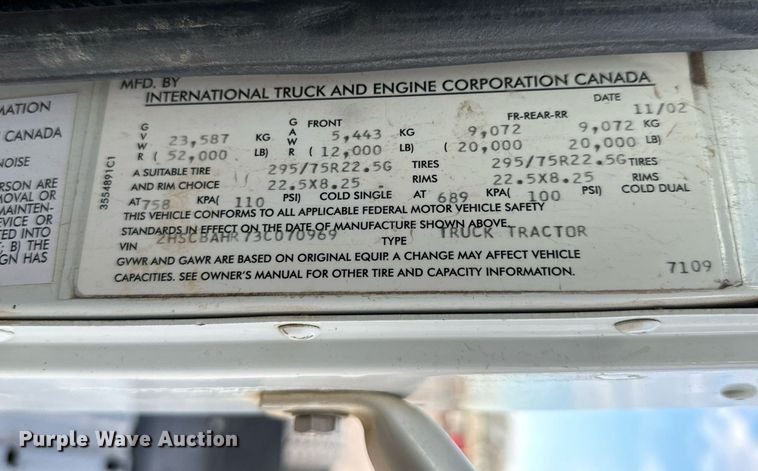 MFD. BY
INTERNATIONAL TRUCK AND ENGINE CORPORATION CANADA
DATE 11/02
GVWR 23,587 KG GAWR FRONT 5,443 KG FR-REAR-RR 9,072 9,072 KG
( 52,000 LB) ( 12,000 LB) ( 20,000 20,000 LB)
A SUITABLE TIRE 295/75R22.5G TIRES 295/75R22.5G TIRES
AND RIM CHOICE 22.5X8.25 RIMS 22.5X8.25 RIMS
AT 758 KPA( 110 PSI) COLD SINGLE AT 689 KPA( 100 PSI) COLD DUAL
THIS VEHICLE CONFORMS TO ALL APPLICABLE FEDERAL MOTOR VEHICLE SAFETY
STANDARDS IN EFFECT ON THE DATE OF MANUFACTURE SHOWN ABOVE.
VIN 2HSCBAHR73C070969 TYPE TRUCK TRACTOR
GVWR AND GAWR ARE BASED ON ORIGINAL EQUIP. A CHANGE MAY AFFECT VEHICLE
CAPACITIES. SEE OWNER'S MANUAL FOR OTHER TIRE AND CAPACITY INFORMATION.
7109
3554891C1
MATION
CANADA
NOISE
ERSON ARE
MOVAL OR
MAINTEN-
EVICE OR
TED INTO
; B) THE
GN HAS
Purple Wave Auction